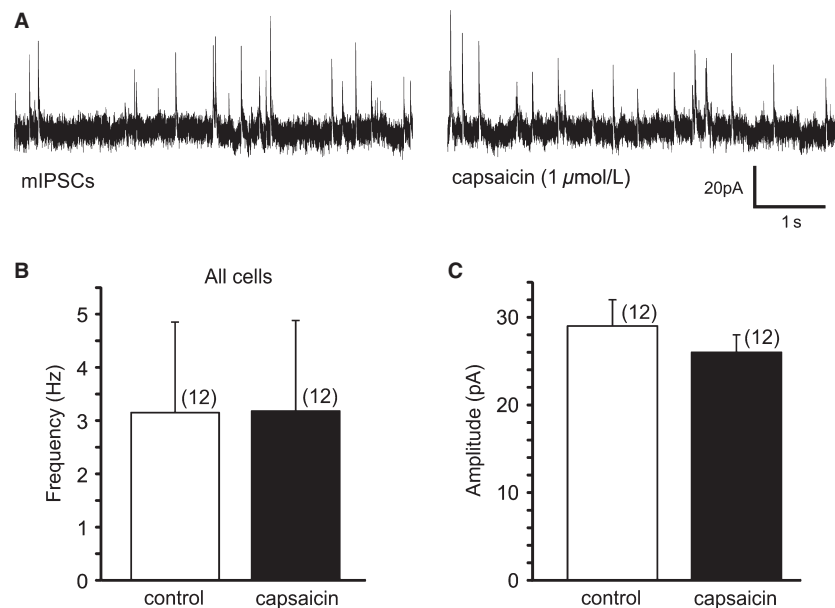 A
mIPSCs
capsaicin (1 µmol/L)
20pA
1 s
B
All cells
Frequency (Hz)
5
4
3
2
1
0
(12)
(12)
control
capsaicin
C
Amplitude (pA)
30
20
10
0
(12)
(12)
control
capsaicin